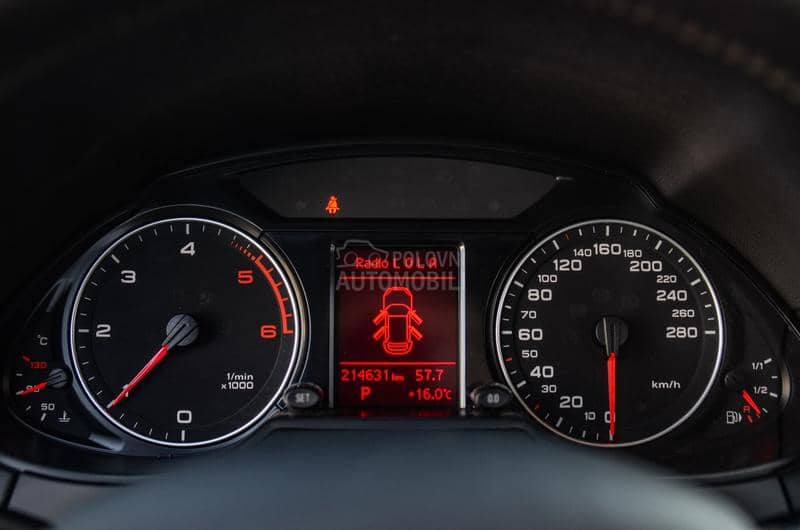 POLOVNI
AUTOMOBILI
Radio L O L A
214631 km 57.7
P +16.0°C
SET
0.0
0
1
2
3
4
5
6
1/min
x1000
°C
50
90
130
0
10
20
30
40
50
60
70
80
100
120
140
160
180
200
220
240
260
280
km/h
1/1
1/2
R